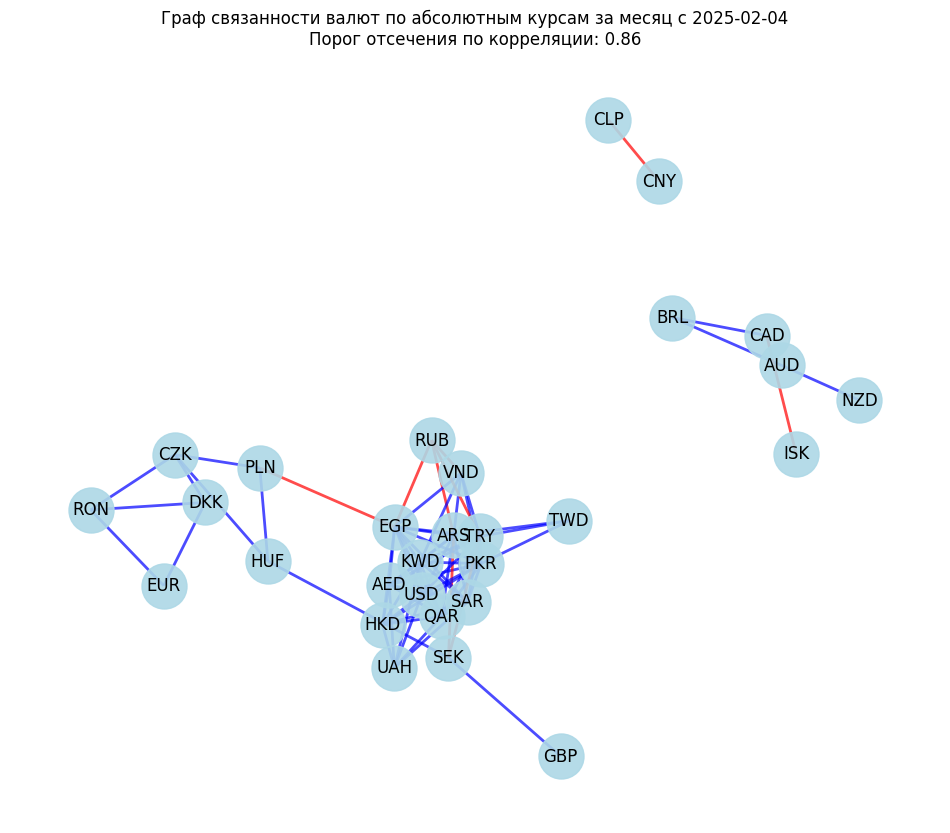 Граф связанности валют по абсолютным курсам за месяц с 2025-02-04
Порог отсечения по корреляции: 0.86
CLP
CNY
BRL
CAD
AUD
NZD
ISK
RUB
CZK
PLN
VND
RON
DKK
EGP
ARS
TRY
TWD
HUF
KWD
PKR
EUR
AED
USD
SAR
HKD
QAR
UAH
SEK
GBP